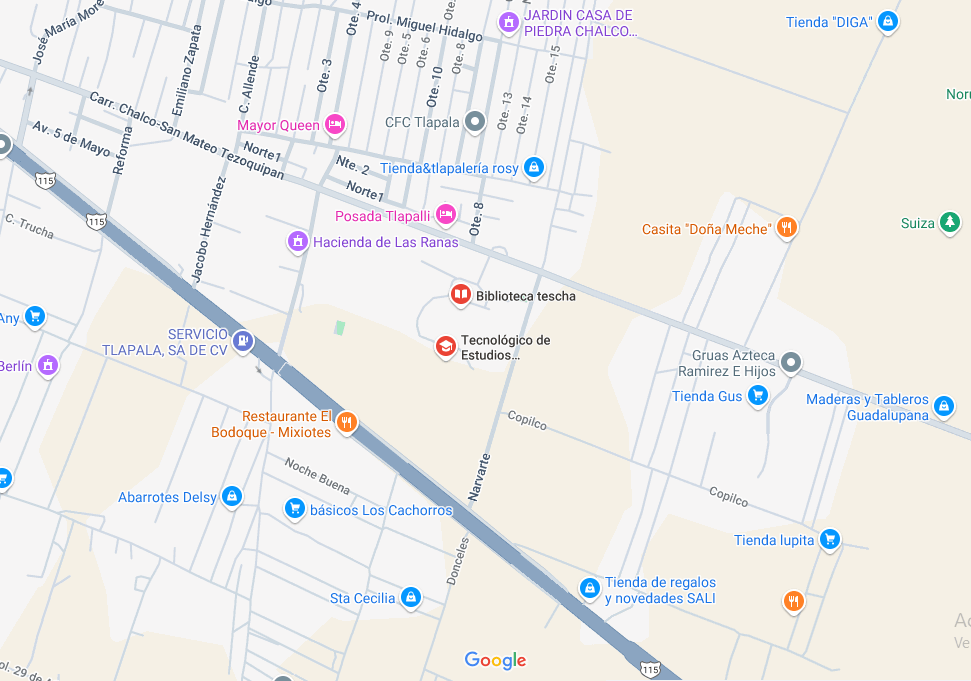 José María More
Emiliano Zapata
C. Allende
Ote. 3
Ote. 4
Prol. Miguel Hidalgo
Ote. 9
Ote. 5
Ote. 6
Ote. 8
Ote. 10
Ote. 15
JARDIN CASA DE
PIEDRA CHALCO...
Tienda "DIGA"
Carr. Chalco-San Mateo Tezoquipan
Mayor Queen
CFC Tlapala
Ote. 13
Ote. 14
Av. 5 de Mayo
Reforma
Norte1
Nte. 2
Norte1
Tienda&tlapalería rosy
115
115
Jacobo Hernández
Posada Tlapalli
Ote. 8
C. Trucha
Hacienda de Las Ranas
Casita "Doña Meche"
Suiza
Any
Biblioteca tescha
SERVICIO
TLAPALA, SA DE CV
Tecnológico de
Estudios...
Berlín
Gruas Azteca
Ramirez E Hijos
Tienda Gus
Maderas y Tableros
Guadalupana
Restaurante El
Bodoque - Mixiotes
Copilco
Noche Buena
Narvarte
Copilco
Abarrotes Delsy
básicos Los Cachorros
Tienda lupita
Donceles
Sta Cecilia
Tienda de regalos
y novedades SALI
Google
115
ol. 29 de